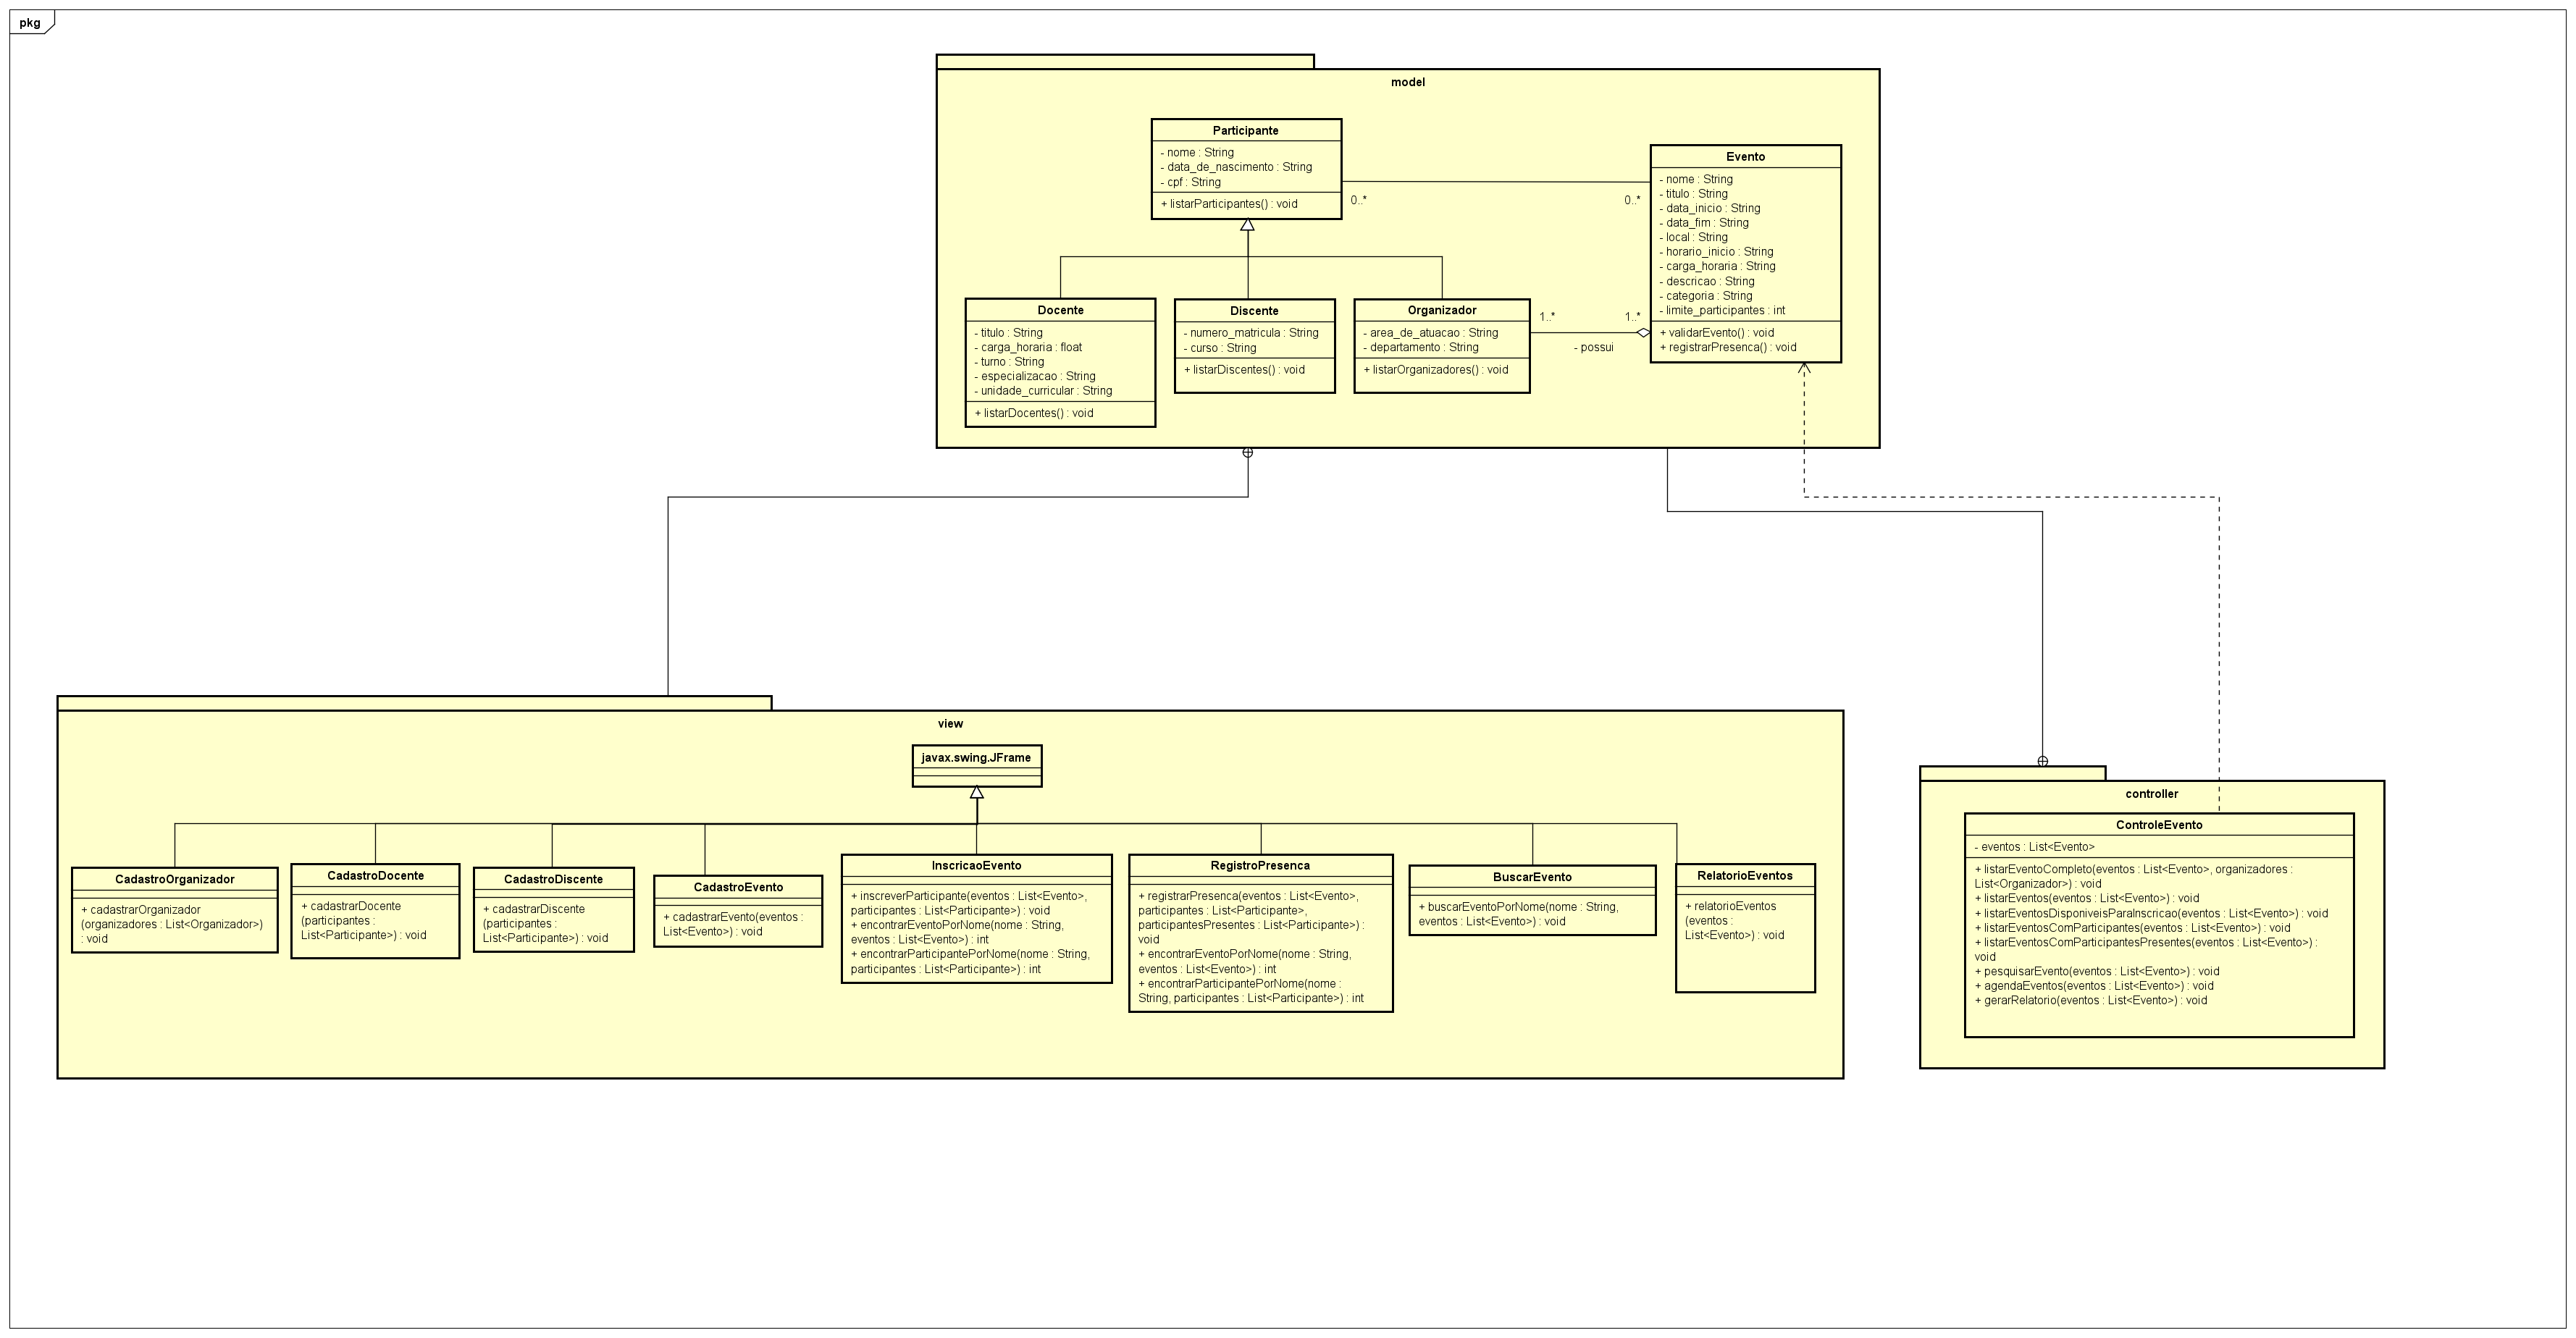 pkg
model
Participante
- nome : String
- data_de_nascimento : String
- cpf : String
+ listarParticipantes() : void
0..*
0..*
Evento
- nome : String
- titulo : String
- data_inicio : String
- data_fim : String
- local : String
- horario_inicio : String
- carga_horaria : String
- descricao : String
- categoria : String
- limite_participantes : int
+ validarEvento() : void
+ registrarPresenca() : void
Docente
- titulo : String
- carga_horaria : float
- turno : String
- especializacao : String
- unidade_curricular : String
+ listarDocentes() : void
Discente
- numero_matricula : String
- curso : String
+ listarDiscentes() : void
Organizador
- area_de_atuacao : String
- departamento : String
+ listarOrganizadores() : void
1..*
1..*
- possui
view
javax.swing.JFrame
CadastroOrganizador
+ cadastrarOrganizador
(organizadores : List<Organizador>)
: void
CadastroDocente
+ cadastrarDocente
(participantes :
List<Participante>) : void
CadastroDiscente
+ cadastrarDiscente
(participantes :
List<Participante>) : void
CadastroEvento
+ cadastrarEvento(eventos :
List<Evento>) : void
InscricaoEvento
+ inscreverParticipante(eventos : List<Evento>,
participantes : List<Participante>) : void
+ encontrarEventoPorNome(nome : String,
eventos : List<Evento>) : int
+ encontrarParticipantePorNome(nome : String,
participantes : List<Participante>) : int
RegistroPresenca
+ registrarPresenca(eventos : List<Evento>,
participantes : List<Participante>,
participantesPresentes : List<Participante>) :
void
+ encontrarEventoPorNome(nome : String,
eventos : List<Evento>) : int
+ encontrarParticipantePorNome(nome :
String, participantes : List<Participante>) : int
BuscarEvento
+ buscarEventoPorNome(nome : String,
eventos : List<Evento>) : void
RelatorioEventos
+ relatorioEventos
(eventos :
List<Evento>) : void
controller
ControleEvento
- eventos : List<Evento>
+ listarEventoCompleto(eventos : List<Evento>, organizadores :
List<Organizador>) : void
+ listarEventos(eventos : List<Evento>) : void
+ listarEventosDisponiveisParaInscricao(eventos : List<Evento>) : void
+ listarEventosComParticipantes(eventos : List<Evento>) : void
+ listarEventosComParticipantesPresentes(eventos : List<Evento>) :
void
+ pesquisarEvento(eventos : List<Evento>) : void
+ agendaEventos(eventos : List<Evento>) : void
+ gerarRelatorio(eventos : List<Evento>) : void